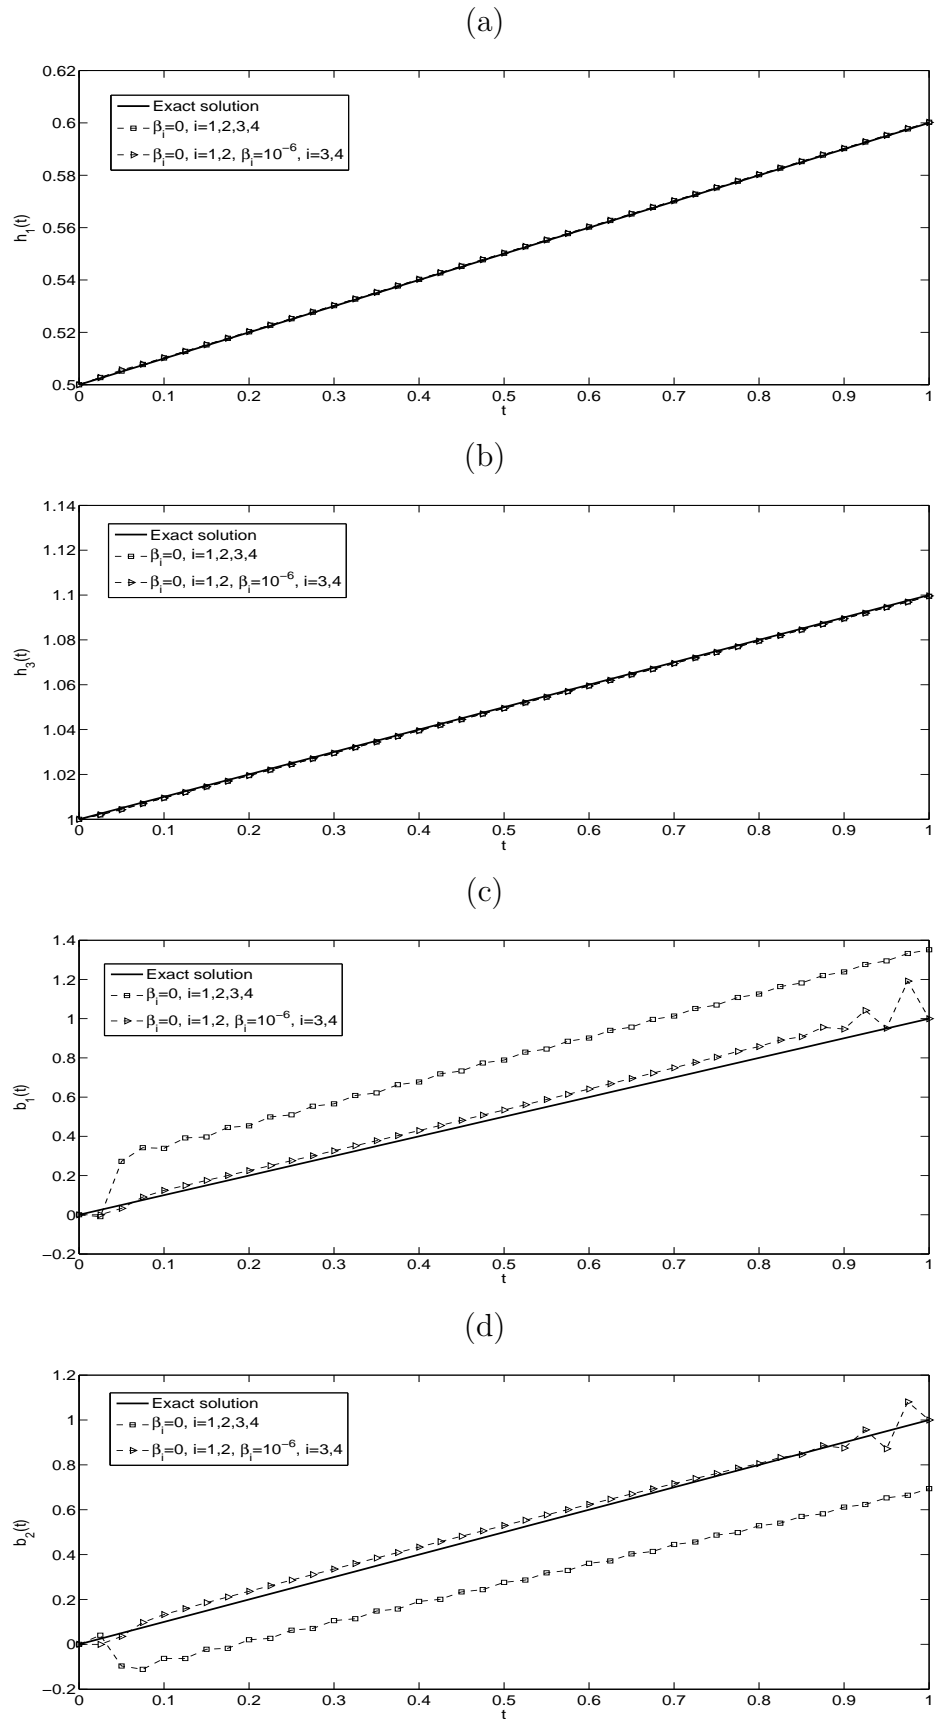 (a)
0.62
0.6
0.58
0.56
0.54
0.52
0.5
h₁(t)
Exact solution
βᵢ=0, i=1,2,3,4
βᵢ=0, i=1,2, βᵢ=10⁻⁶, i=3,4
0 0.1 0.2 0.3 0.4 0.5 0.6 0.7 0.8 0.9 1
t
(b)
1.14
1.12
1.1
1.08
1.06
1.04
1.02
1
h₃(t)
Exact solution
βᵢ=0, i=1,2,3,4
βᵢ=0, i=1,2, βᵢ=10⁻⁶, i=3,4
0 0.1 0.2 0.3 0.4 0.5 0.6 0.7 0.8 0.9 1
t
(c)
1.4
1.2
1
0.8
0.6
0.4
0.2
0
−0.2
b₁(t)
Exact solution
βᵢ=0, i=1,2,3,4
βᵢ=0, i=1,2, βᵢ=10⁻⁶, i=3,4
0 0.1 0.2 0.3 0.4 0.5 0.6 0.7 0.8 0.9 1
t
(d)
1.2
1
0.8
0.6
0.4
0.2
0
−0.2
b₂(t)
Exact solution
βᵢ=0, i=1,2,3,4
βᵢ=0, i=1,2, βᵢ=10⁻⁶, i=3,4
0 0.1 0.2 0.3 0.4 0.5 0.6 0.7 0.8 0.9 1
t